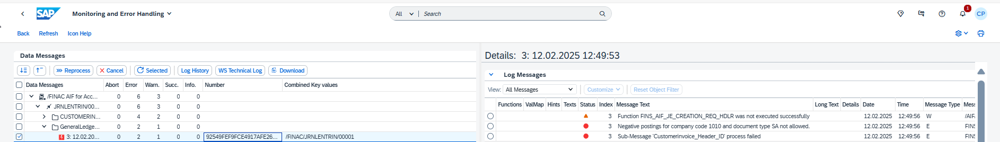 SAP Monitoring and Error Handling All Search 1 CP
Back Refresh Icon Help
Data Messages
Reprocess Cancel Selected Log History WS Technical Log Download
Data Messages Abort Error Warn. Succ. Info. Number Combined Key values
/FINAC AIF for Acc... 0 6 3 0 0
JRNLENTRIN/00... 0 6 3 0 0
CUSTOMERIN... 0 4 2 0 0
GeneralLedge... 0 2 1 0 0
3: 12.02.20... 0 2 1 0 0 92549FEF9FCE4917AFE26... /FINAC/JRNLENTRIN/00001
Details: 3: 12.02.2025 12:49:53
Log Messages
View: All Messages Customize Reset Object Filter
Functions ValMap Hints Texts Status Index Message Text Long Text Details Date Time Message Type Mess
3 Function FINS_AIF_JE_CREATION_REQ_HDLR was not executed successfully 12.02.2025 12:49:56 W /AIF
3 Negative postings for company code 1010 and document type SA not allowed. 12.02.2025 12:49:56 E FINS
3 Sub-Message 'Customerinvoice_Header_ID' process failed 12.02.2025 12:49:56 E FINS